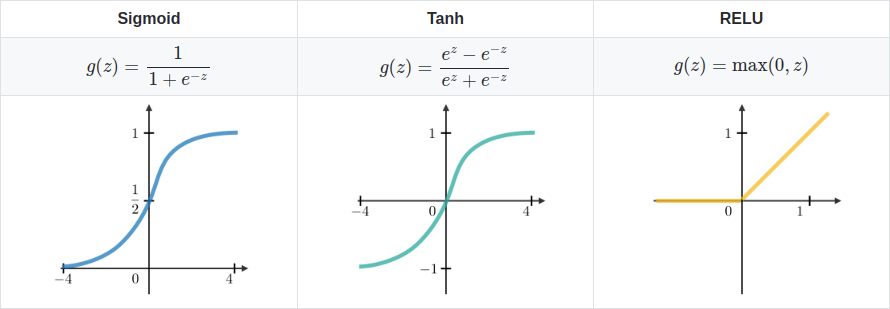 Sigmoid
Tanh
RELU
g(z) = 1 / (1 + e^{−z})
g(z) = (e^z − e^{−z}) / (e^z + e^{−z})
g(z) = max(0, z)
1
1/2
−4
0
4
1
−4
0
4
−1
1
0
1